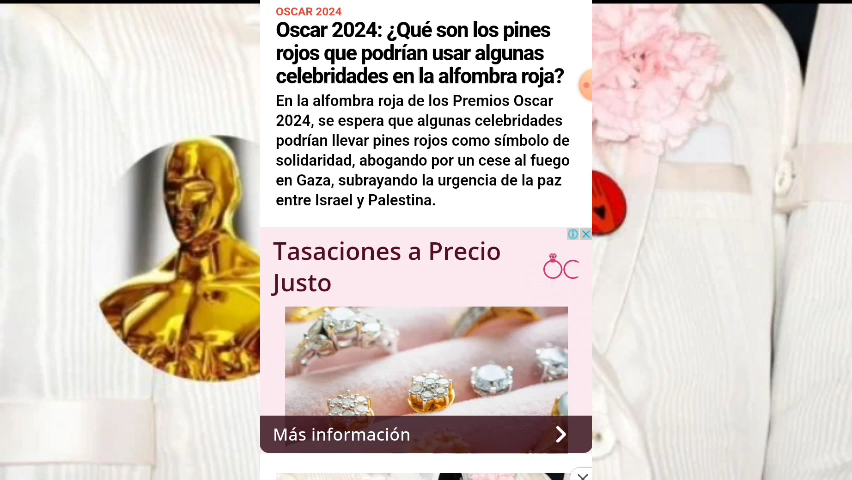 OSCAR 2024
Oscar 2024: ¿Qué son los pines
rojos que podrían usar algunas
celebridades en la alfombra roja?
En la alfombra roja de los Premios Oscar
2024, se espera que algunas celebridades
podrían llevar pines rojos como símbolo de
solidaridad, abogando por un cese al fuego
en Gaza, subrayando la urgencia de la paz
entre Israel y Palestina.
Tasaciones a Precio
Justo
OC
Más información